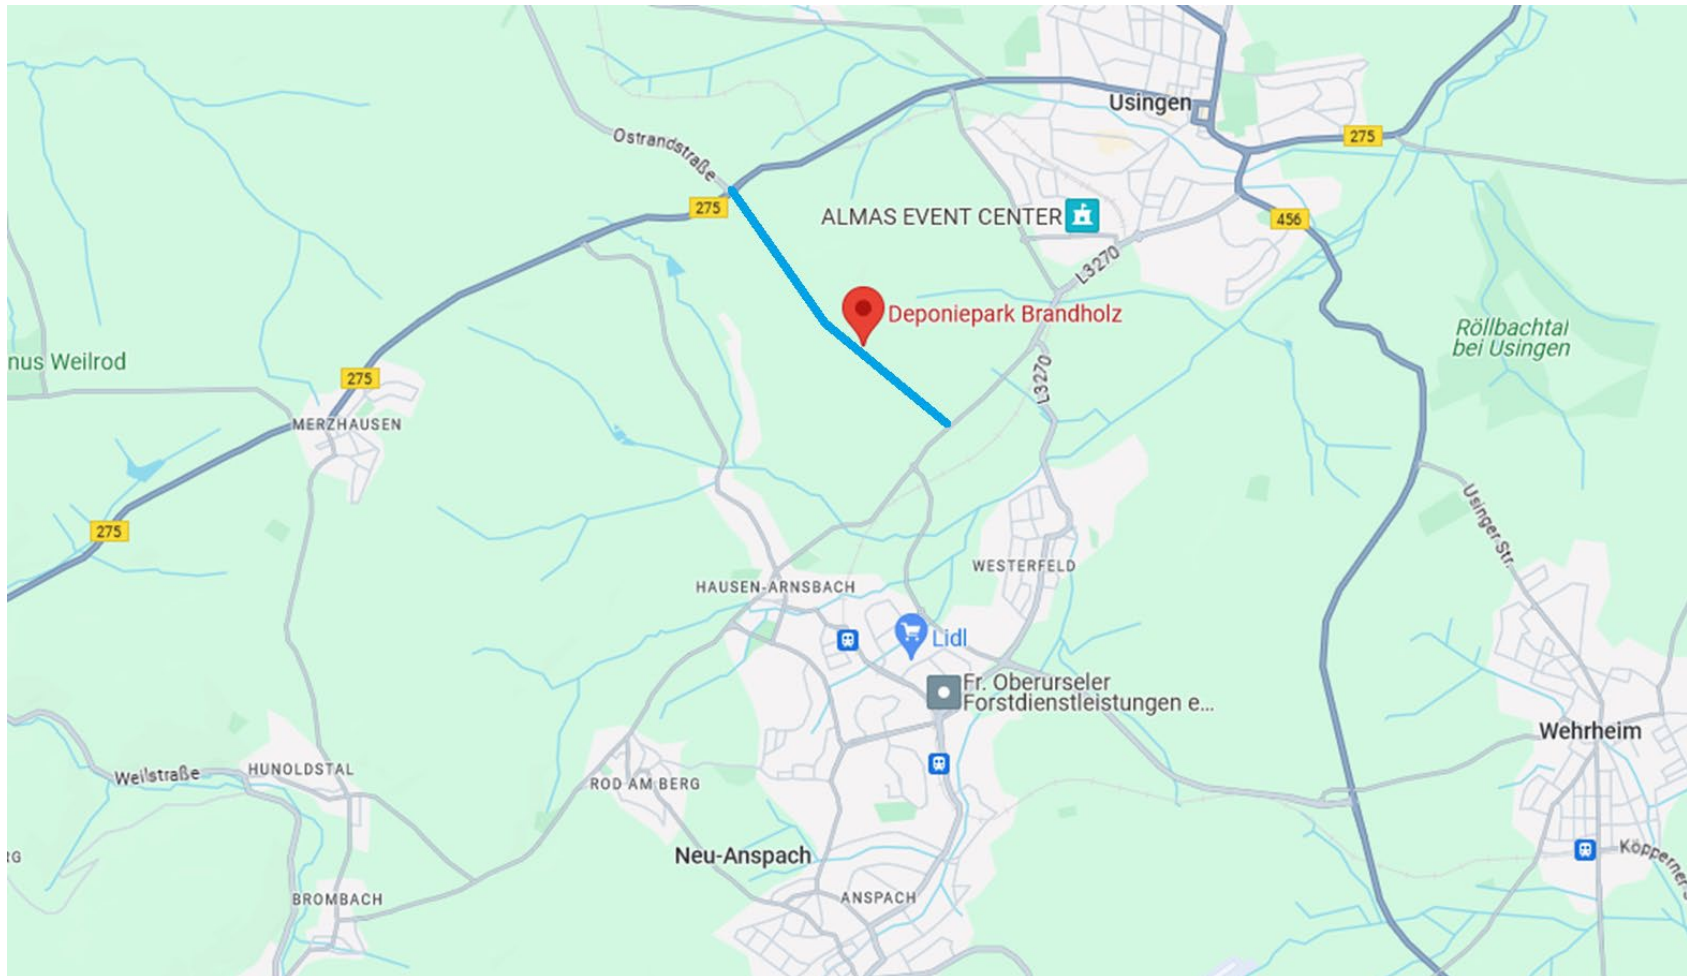 Usingen
Ostrandstraße
275
275
ALMAS EVENT CENTER
456
L3270
Deponiepark Brandholz
Röllbachtal
bei Usingen
nus Weilrod
275
L3270
MERZHAUSEN
275
Usinger Str.
WESTERFELD
HAUSEN-ARNSBACH
Lidl
Fr. Oberurseler
Forstdienstleistungen e...
Wehrheim
Weilstraße
HUNOLDSTAL
ROD AM BERG
Neu-Anspach
RG
Köpperner-S
BROMBACH
ANSPACH